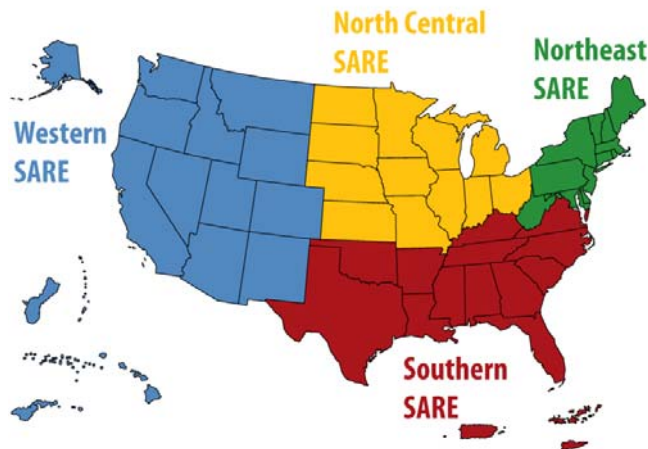 North Central
SARE
Northeast
SARE
Western
SARE
Southern
SARE